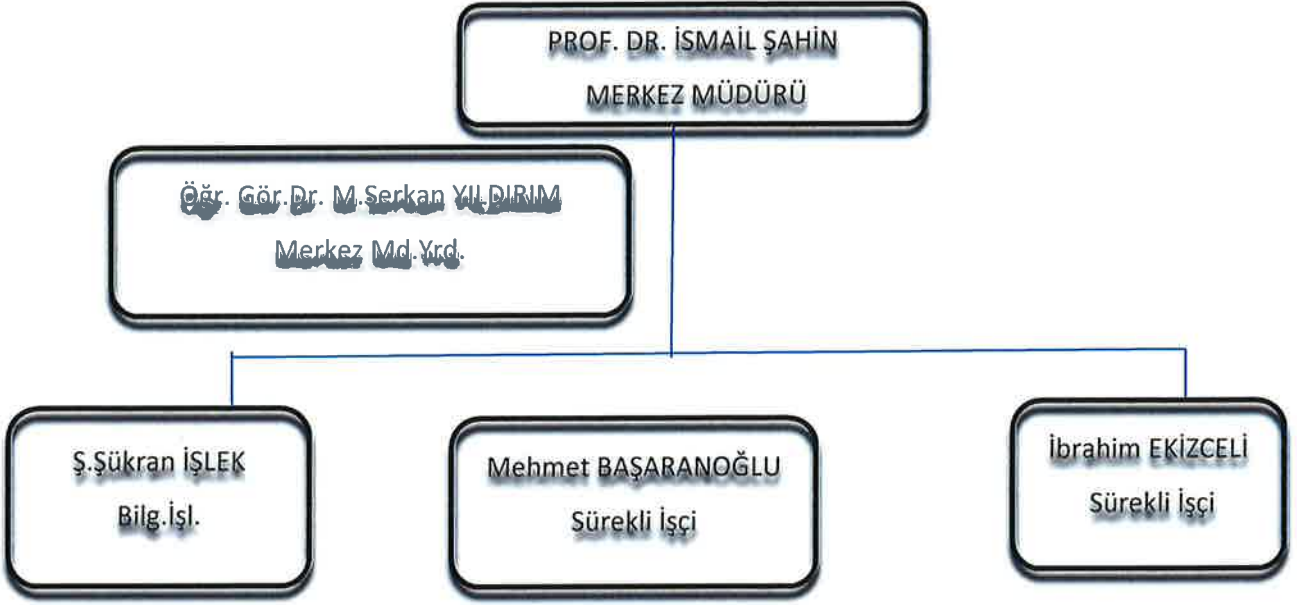 PROF. DR. İSMAİL ŞAHİN
MERKEZ MÜDÜRÜ
Öğr. Gör.Dr. M.Serkan YILDIRIM
Merkez Md.Yrd.
Ş.Şükran İŞLEK
Bilg.İşl.
Mehmet BAŞARANOĞLU
Sürekli İşçi
İbrahim EKİZCELİ
Sürekli İşçi